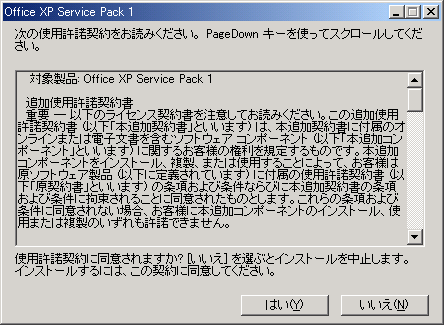 Office XP Service Pack 1
次の使用許諾契約をお読みください。 PageDown キーを使ってスクロールしてくだ
さい。
対象製品: Office XP Service Pack 1
追加使用許諾契約書
重要 — 以下のライセンス契約書を注意してお読みください。この追加使用
許諾契約書 (以下「本追加契約書」といいます) は、本追加契約書に付属のオ
ンラインまたは電子文書を含むソフトウェア コンポーネント (以下「本追加コン
ポーネント」といいます) に関するお客様の権利を規定するものです。本追加
コンポーネントをインストール、複製、または使用することによって、お客様は
原ソフトウェア製品 (以下に定義されています) に付属の使用許諾契約書 (以
下「原契約書」といいます) の条項および条件ならびに本追加契約書の条項
および条件に拘束されることに同意されたものとします。これらの条項および
条件に同意されない場合、お客様に本追加コンポーネントのインストール、使
用または複製のいずれも許諾できません。
使用許諾契約に同意されますか? [いいえ] を選ぶとインストールを中止します。
インストールするには、この契約に同意してください。
はい(Y) いいえ(N)